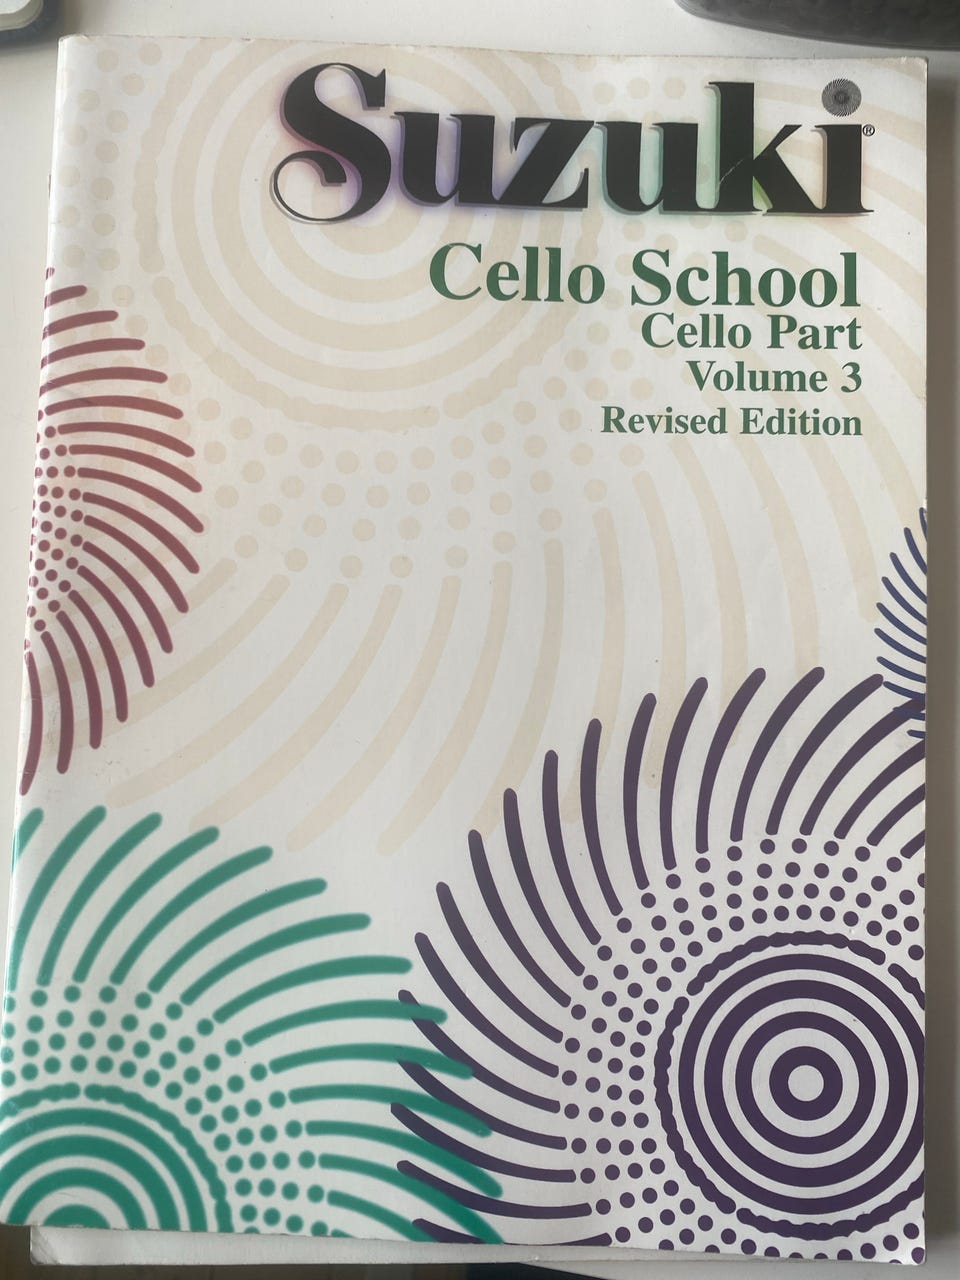 Suzuki®
Cello School
Cello Part
Volume 3
Revised Edition